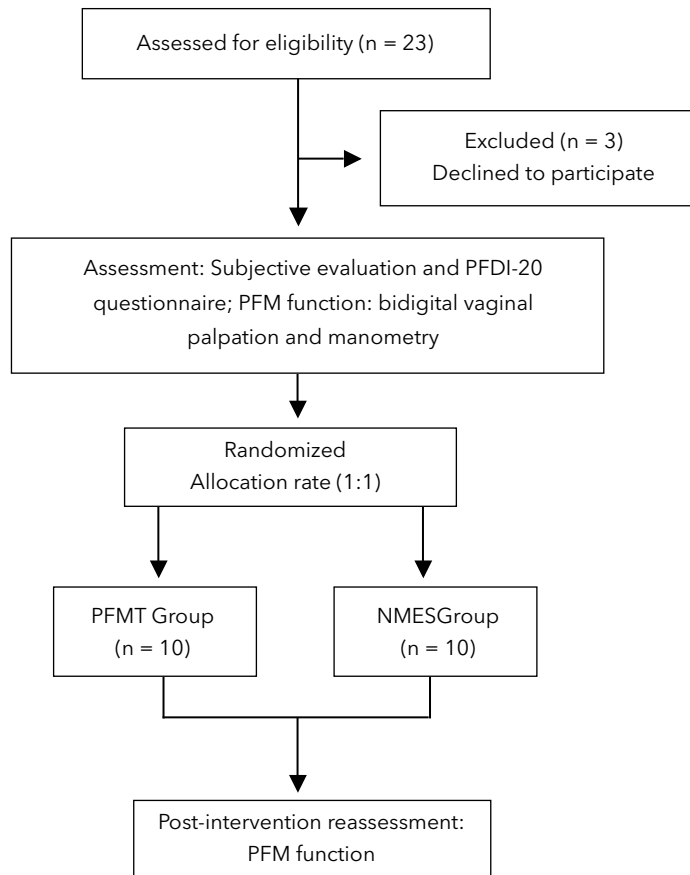 Assessed for eligibility (n = 23)
Excluded (n = 3)
Declined to participate
Assessment: Subjective evaluation and PFDI-20
questionnaire; PFM function: bidigital vaginal
palpation and manometry
Randomized
Allocation rate (1:1)
PFMT Group
(n = 10)
NMESGroup
(n = 10)
Post-intervention reassessment:
PFM function